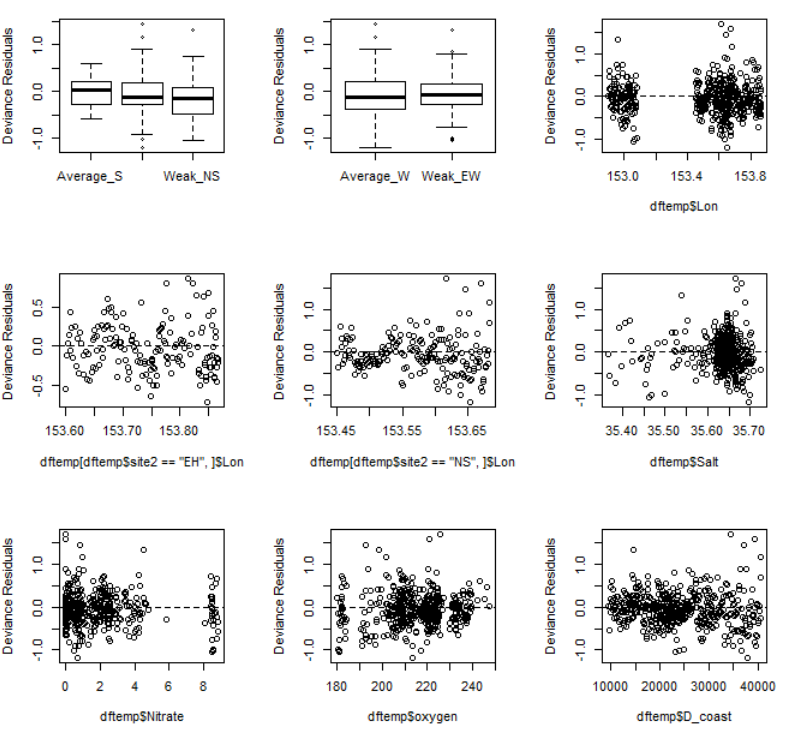 Deviance Residuals
-1.0 0.0 1.0
Average_S Weak_NS
Deviance Residuals
-1.0 0.0 1.0
Average_W Weak_EW
Deviance Residuals
-1.0 0.0 1.0
153.0 153.4 153.8
dftemp$Lon
Deviance Residuals
-0.5 0.0 0.5
153.60 153.70 153.80
dftemp[dftemp$site2 == "EH", ]$Lon
Deviance Residuals
-1.0 0.0 1.0
153.45 153.55 153.65
dftemp[dftemp$site2 == "NS", ]$Lon
Deviance Residuals
-1.0 0.0 1.0
35.40 35.50 35.60 35.70
dftemp$Salt
Deviance Residuals
-1.0 0.0 1.0
0 2 4 6 8
dftemp$Nitrate
Deviance Residuals
-1.0 0.0 1.0
180 200 220 240
dftemp$oxygen
Deviance Residuals
-1.0 0.0 1.0
10000 20000 30000 40000
dftemp$D_coast